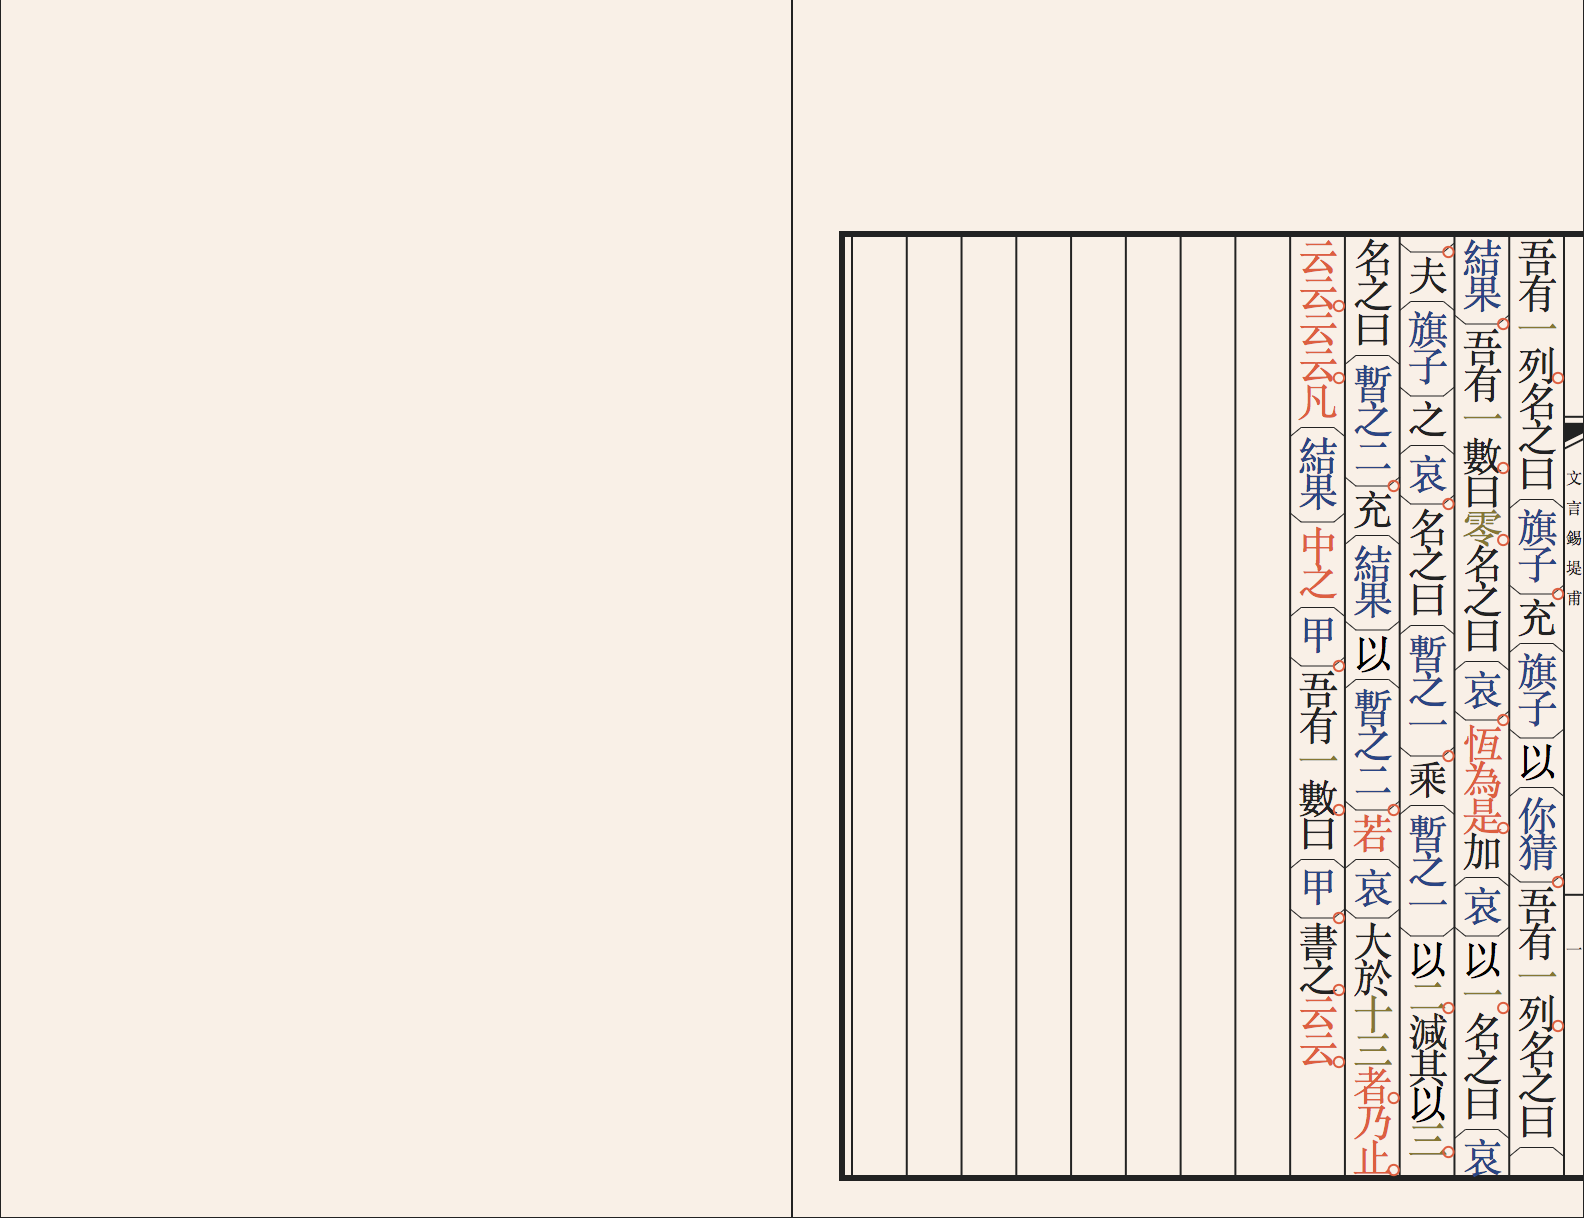 文言錫堤甫
一
吾有一列。名之曰「旗子」。充「旗子」以「你猜」。吾有一列。名之曰「
結果」。吾有一數。曰零。名之曰「哀」。恆為是。加「哀」以一。名之曰「哀
」。夫「旗子」之「哀」。名之曰「暫之一」。乘「暫之一」以二。減其以三。
名之曰「暫之二」。充「結果」以「暫之二」。若「哀」大於十三者。乃止。
云云。云云。凡「結果」中之「甲」。吾有一數。曰「甲」。書之。云云。